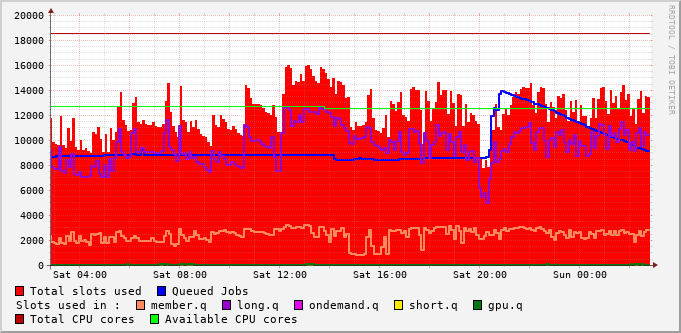 20000
18000
16000
14000
12000
10000
8000
6000
4000
2000
0
Sat 04:00 Sat 08:00 Sat 12:00 Sat 16:00 Sat 20:00 Sun 00:00
Total slots used Queued Jobs
Slots used in : member.q long.q ondemand.q short.q gpu.q
Total CPU cores Available CPU cores
RRDTOOL / TOBI OETIKER